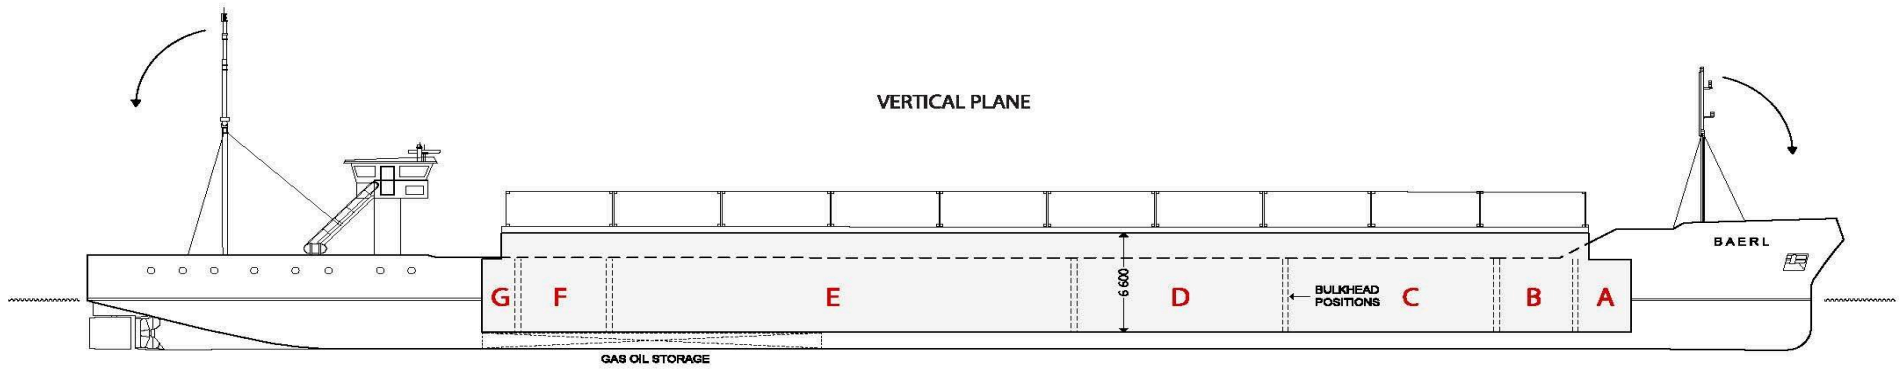 VERTICAL PLANE
BAERL
6 600
G F E D BULKHEAD POSITIONS C B A
GAS OIL STORAGE